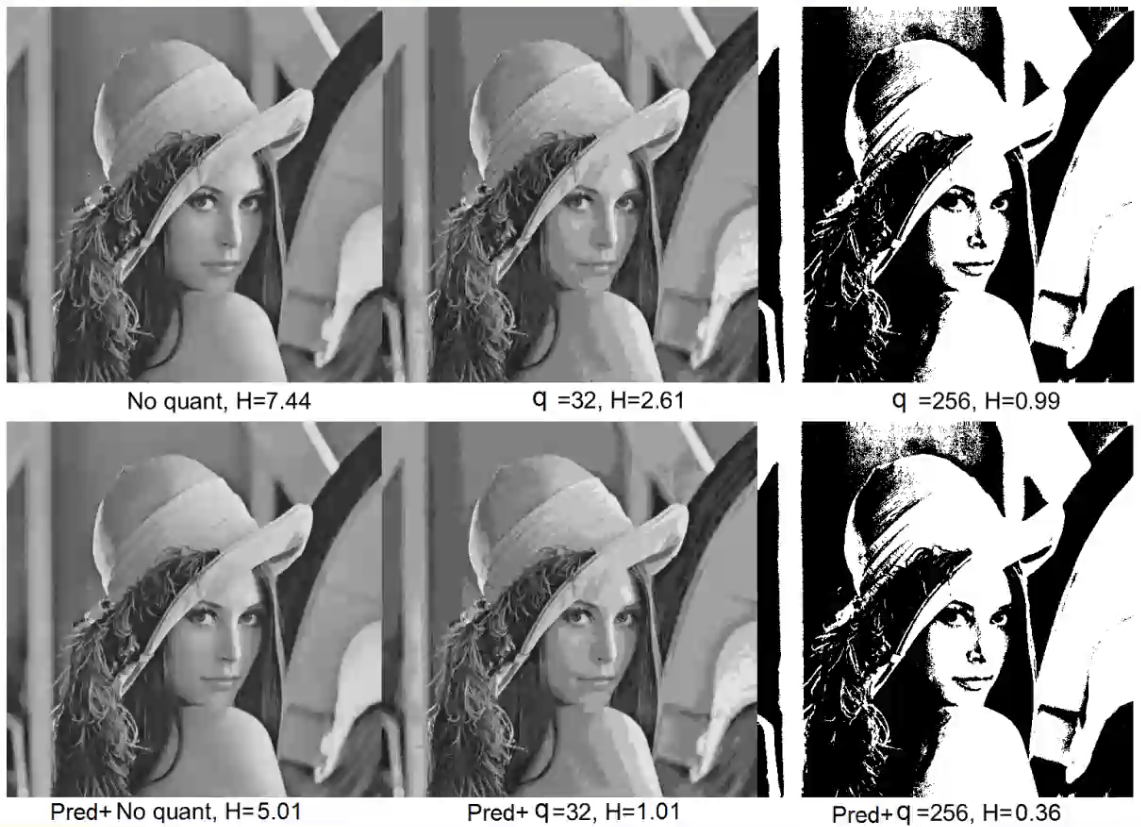 No quant, H=7.44
q =32, H=2.61
q =256, H=0.99
Pred+ No quant, H=5.01
Pred+ q=32, H=1.01
Pred+ q=256, H=0.36